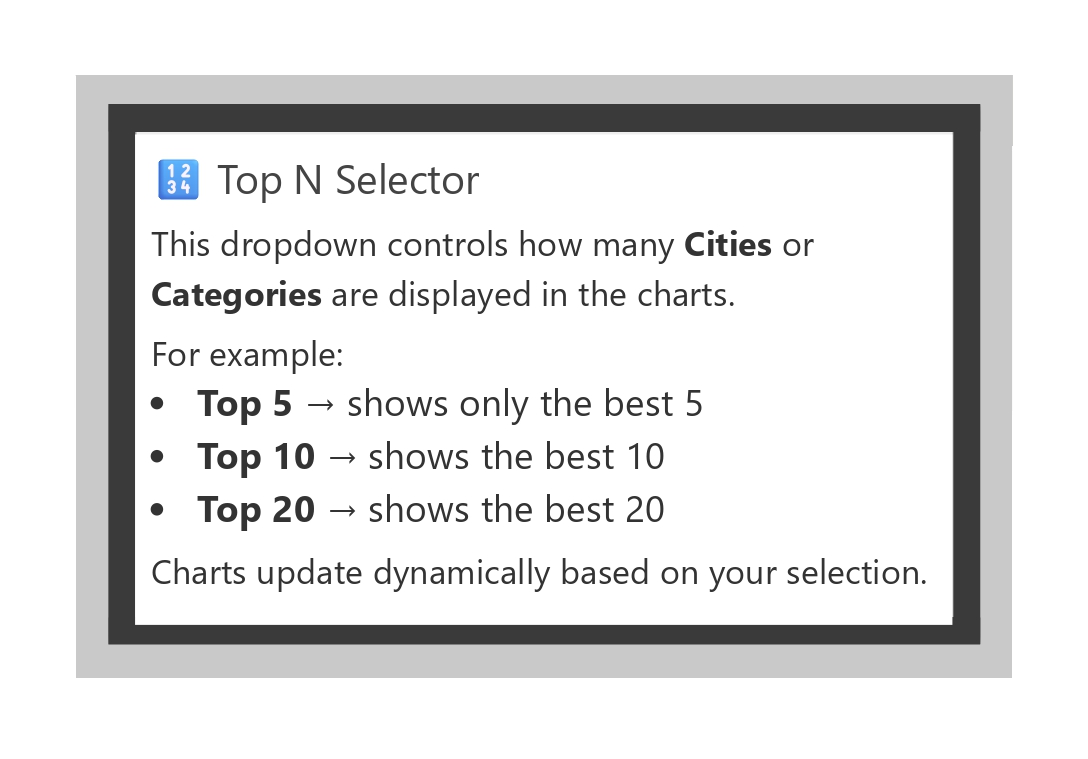 🔢 Top N Selector
This dropdown controls how many Cities or
Categories are displayed in the charts.
For example:
• Top 5 → shows only the best 5
• Top 10 → shows the best 10
• Top 20 → shows the best 20
Charts update dynamically based on your selection.